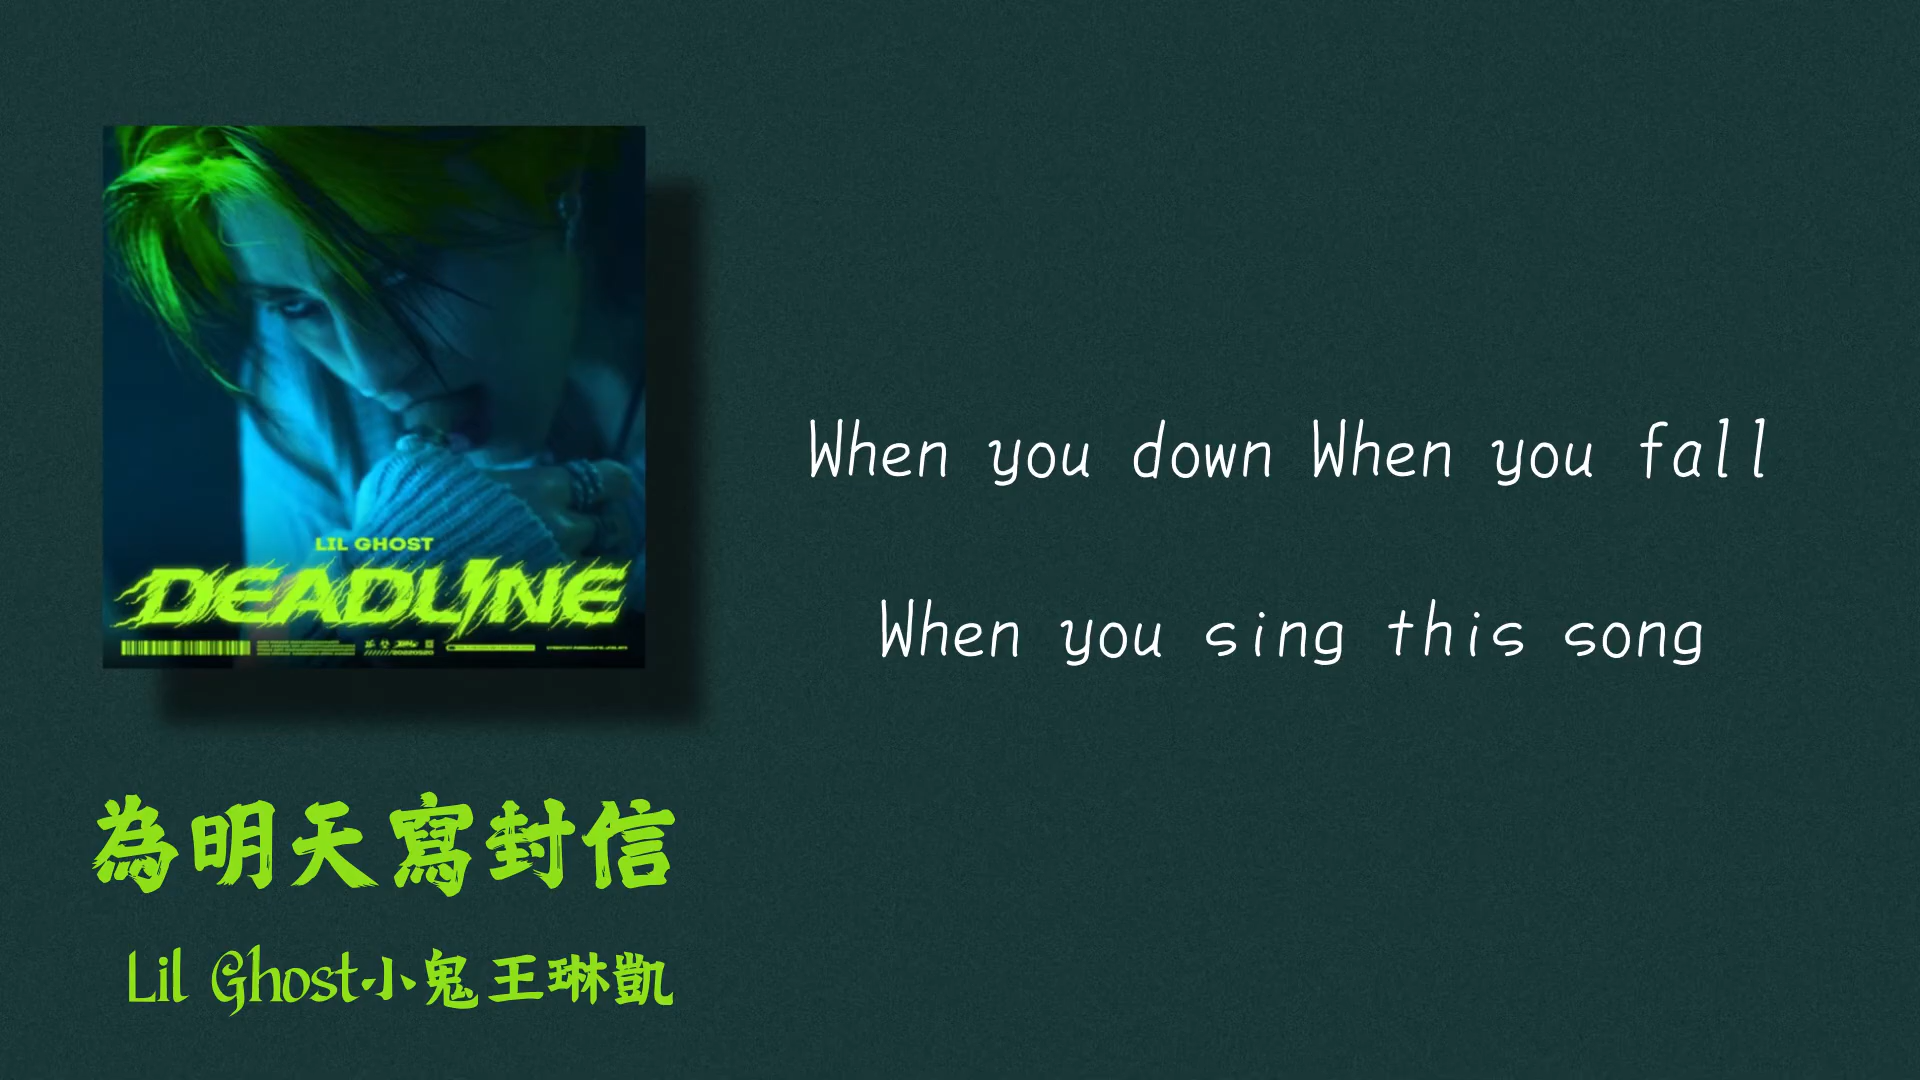 LIL GHOST
DEADLINE
為明天寫封信
Lil Ghost小鬼王琳凱
When you down When you fall
When you sing this song